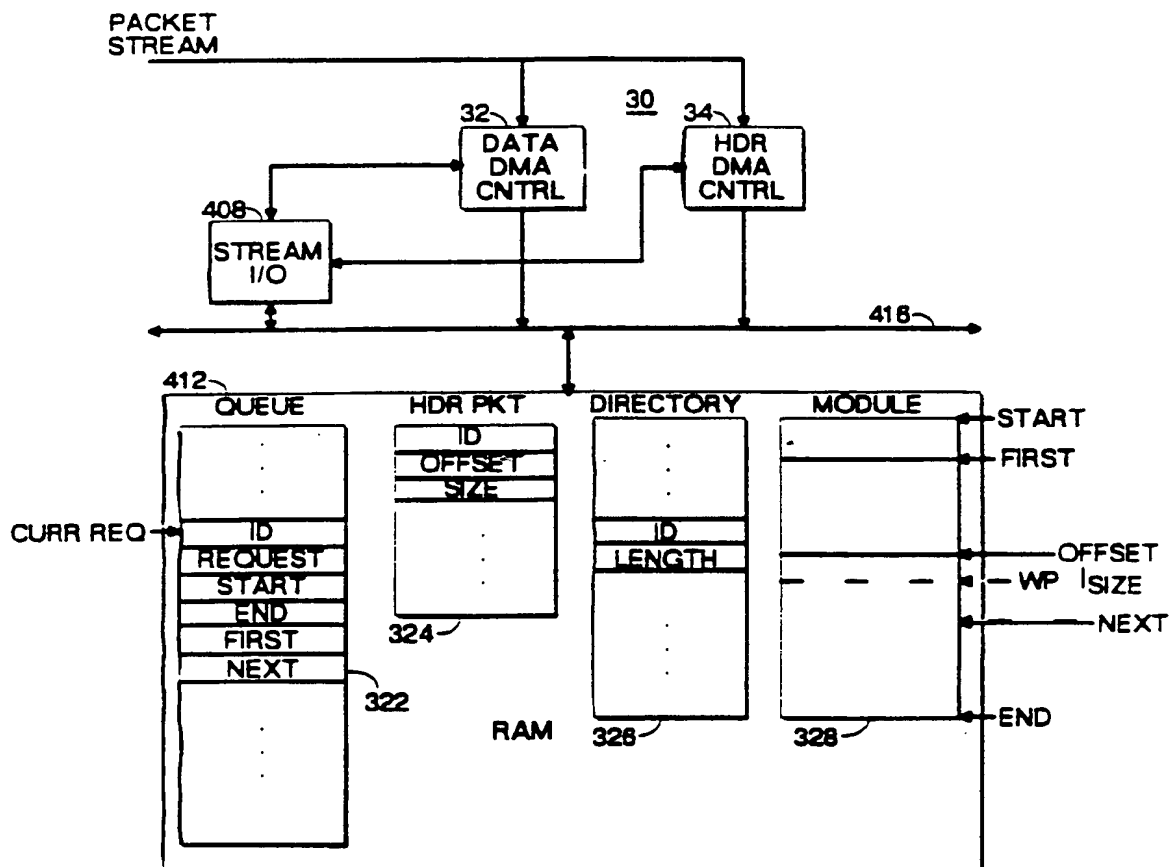 PACKET
STREAM
32
DATA
DMA
CNTRL
30
34
HDR
DMA
CNTRL
408
STREAM
I/O
416
412
QUEUE
HDR PKT
DIRECTORY
MODULE
START
FIRST
ID
OFFSET
SIZE
CURR REQ
ID
REQUEST
START
END
FIRST
NEXT
322
324
ID
LENGTH
326
328
OFFSET
WP
SIZE
NEXT
END
RAM